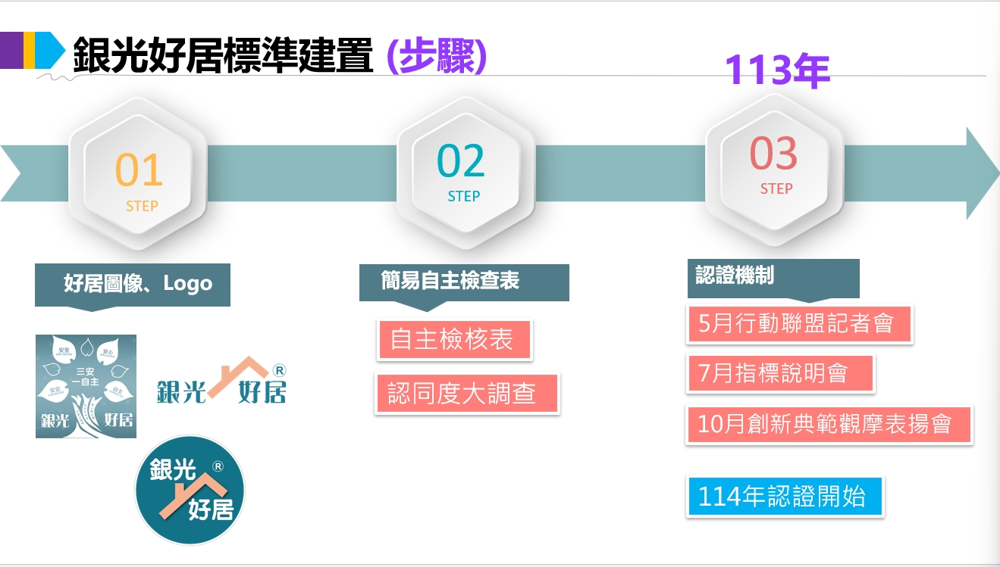 銀光好居標準建置 (步驟)
113年
01
STEP
02
STEP
03
STEP
好居圖像、Logo
簡易自主檢查表
認證機制
自主檢核表
認同度大調查
5月行動聯盟記者會
7月指標說明會
10月創新典範觀摩表揚會
114年認證開始
安全
安心
三安
一自主
安定
自主
銀光 好居
銀光 好居®
銀光®
好居